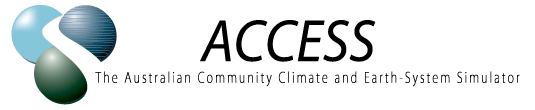 ACCESS
The Australian Community Climate and Earth-System Simulator